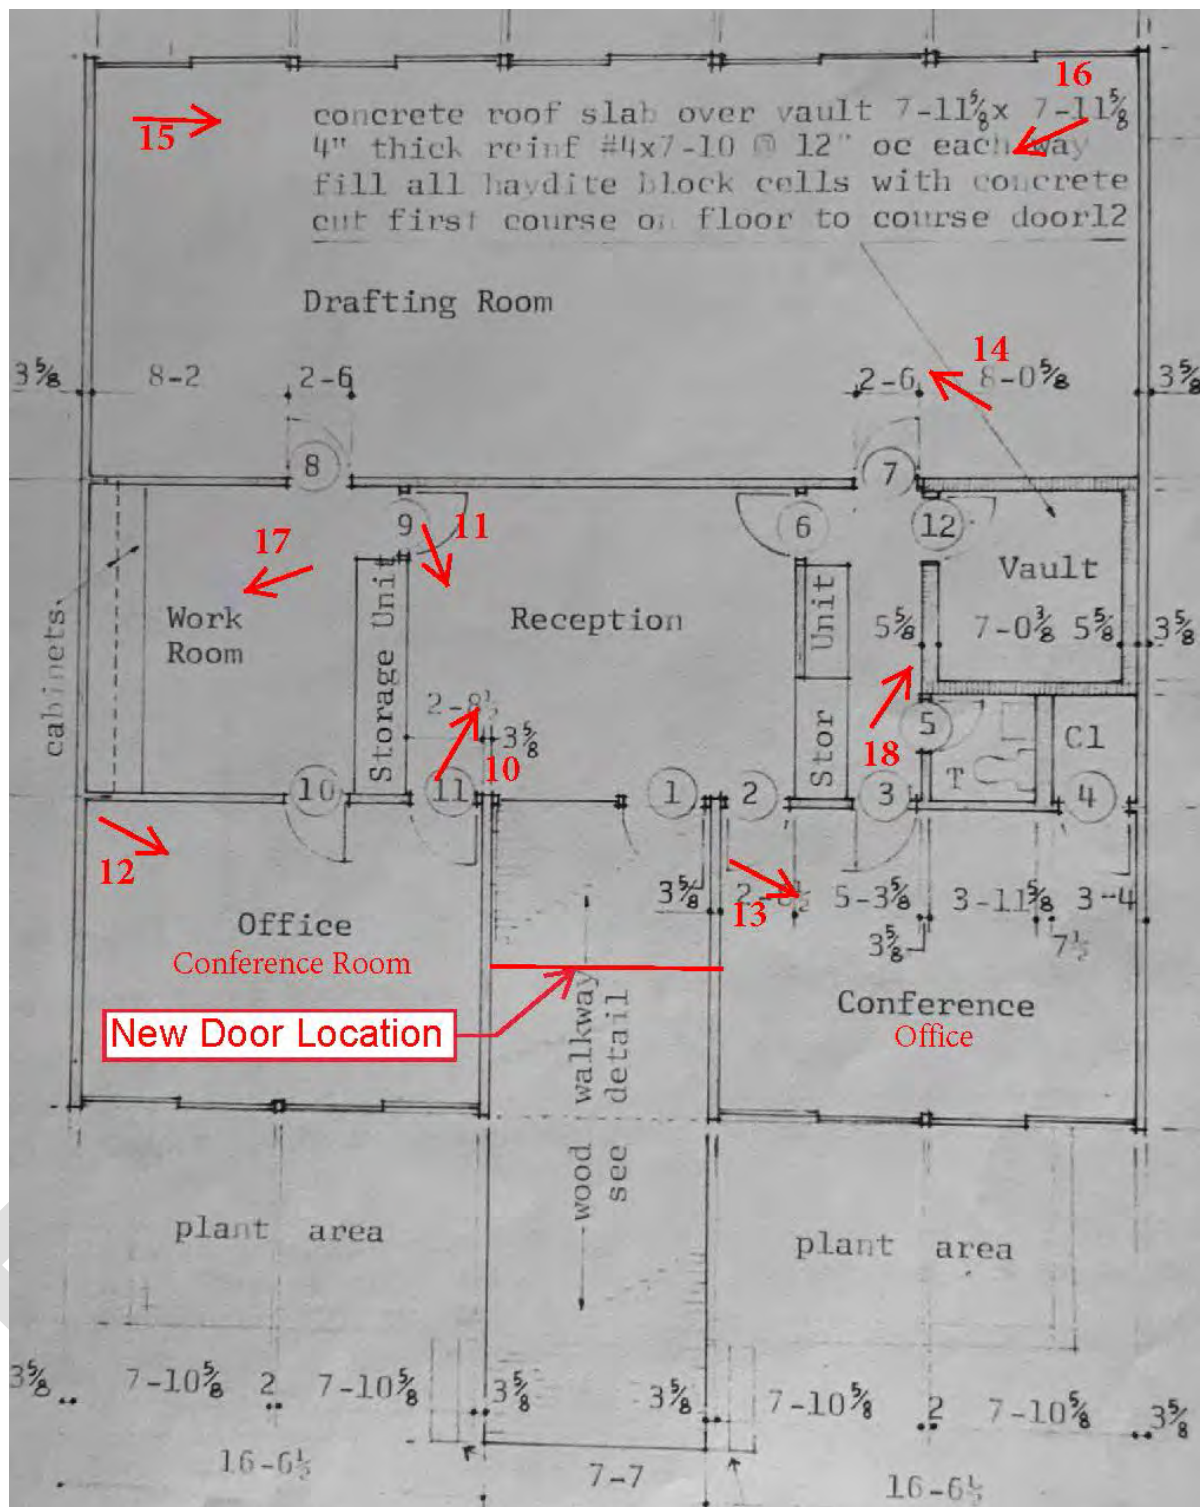 16
15
concrete roof slab over vault 7-11⅝x 7-11⅝
4" thick reinf #4x7-10 @ 12" oc each way
fill all haydite block cells with concrete
cut first course on floor to course door12
Drafting Room
14
3⅝ 8-2 2-6 2-6 8-0⅝ 3⅝
8 7
9 11 6 12
17
Vault
Work
Room
Reception
Storage Unit
Stor Unit
cabinets
5⅝ 7-0⅜ 5⅝ 3⅝
3⅝
10
18
5
Cl
T
10 11 1 2 3 4
12
3⅝ 5-3⅝ 3-11⅝ 3-4
13
3⅝ 7½
Office
Conference Room
New Door Location
Conference
Office
wood walkway
see detail
plant area
plant area
3⅝ 7-10⅝ 2 7-10⅝ 3⅝ 3⅝ 7-10⅝ 2 7-10⅝ 3⅝
16-6½ 7-7 16-6½